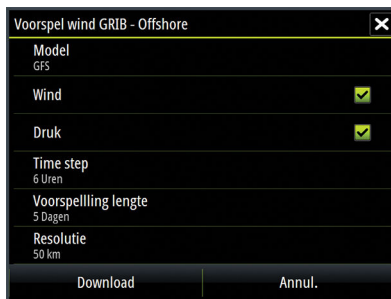 Voorspel wind GRIB - Offshore
Model
GFS
Wind
Druk
Time step
6 Uren
Voorspellling lengte
5 Dagen
Resolutie
50 km
Download Annul.